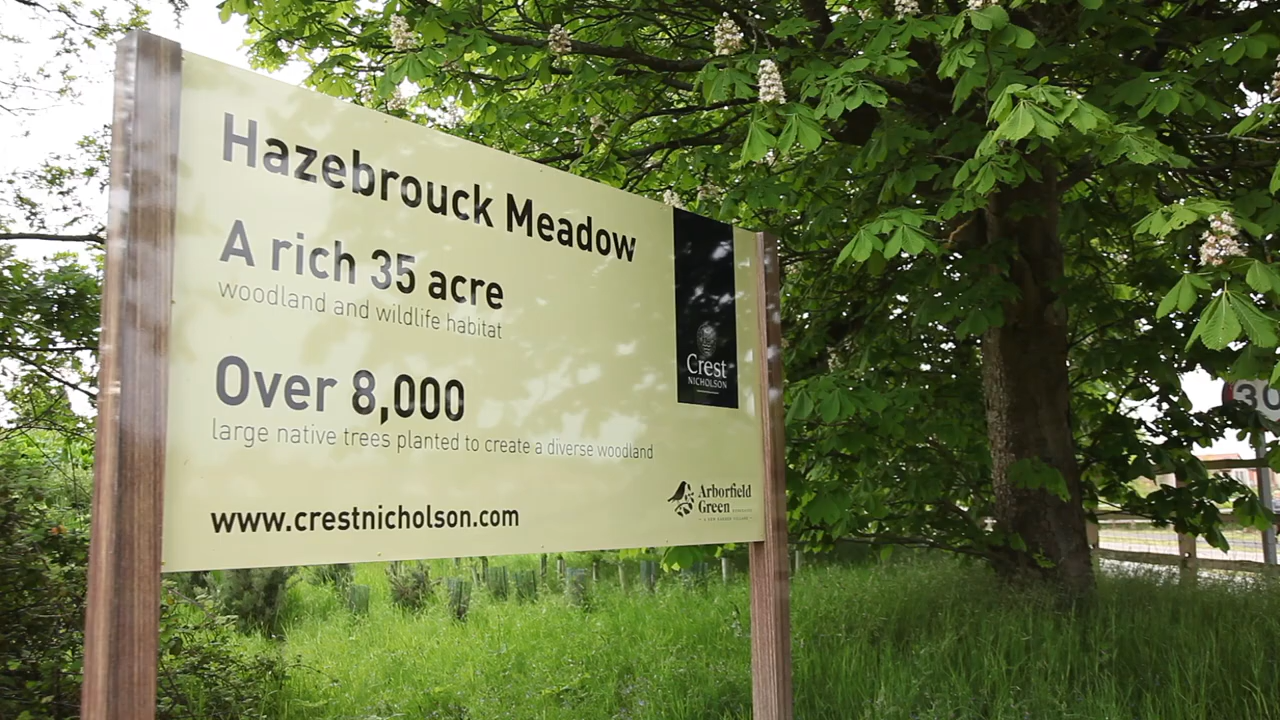 Hazebrouck Meadow
A rich 35 acre
woodland and wildlife habitat
Over 8,000
large native trees planted to create a diverse woodland
www.crestnicholson.com
Crest
NICHOLSON
Arborfield
Green
30